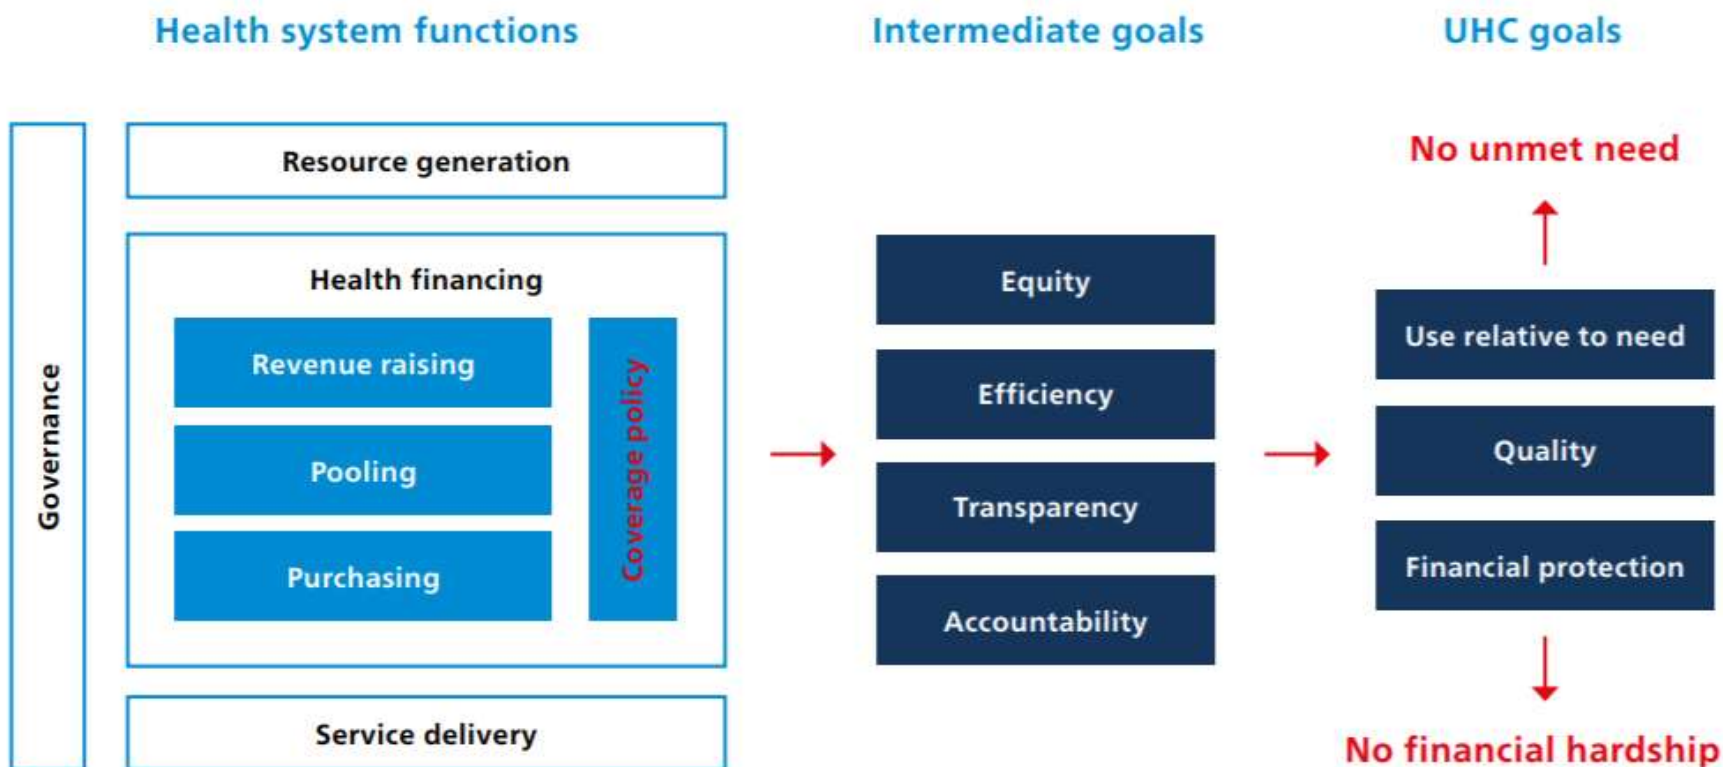 Health system functions
Intermediate goals
UHC goals
Governance
Resource generation
Health financing
Revenue raising
Pooling
Purchasing
Coverage policy
Service delivery
Equity
Efficiency
Transparency
Accountability
No unmet need
Use relative to need
Quality
Financial protection
No financial hardship